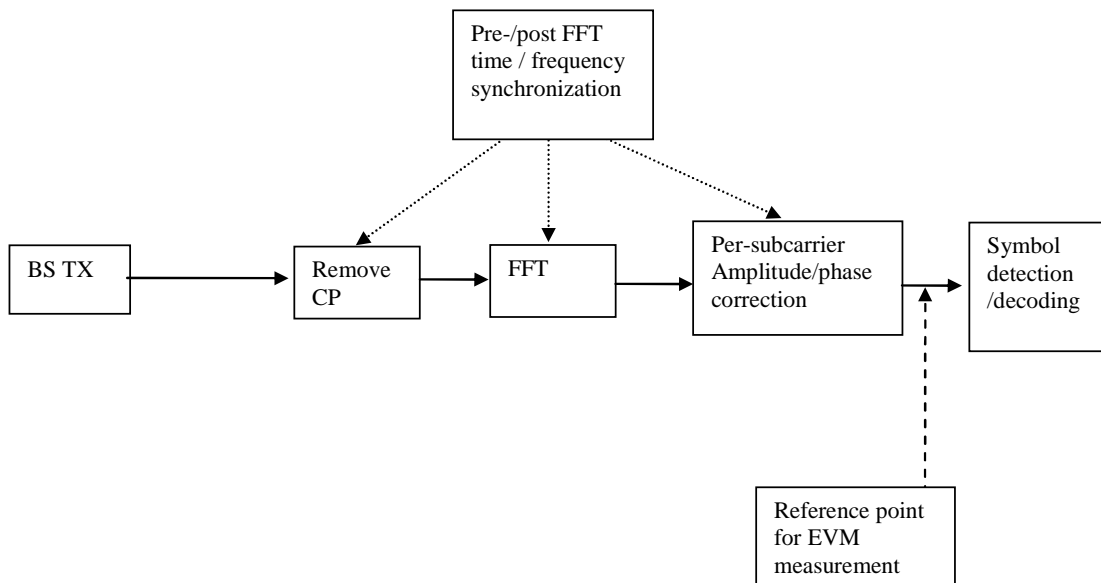 Pre-/post FFT
time / frequency
synchronization
BS TX
Remove
CP
FFT
Per-subcarrier
Amplitude/phase
correction
Symbol
detection
/decoding
Reference point
for EVM
measurement